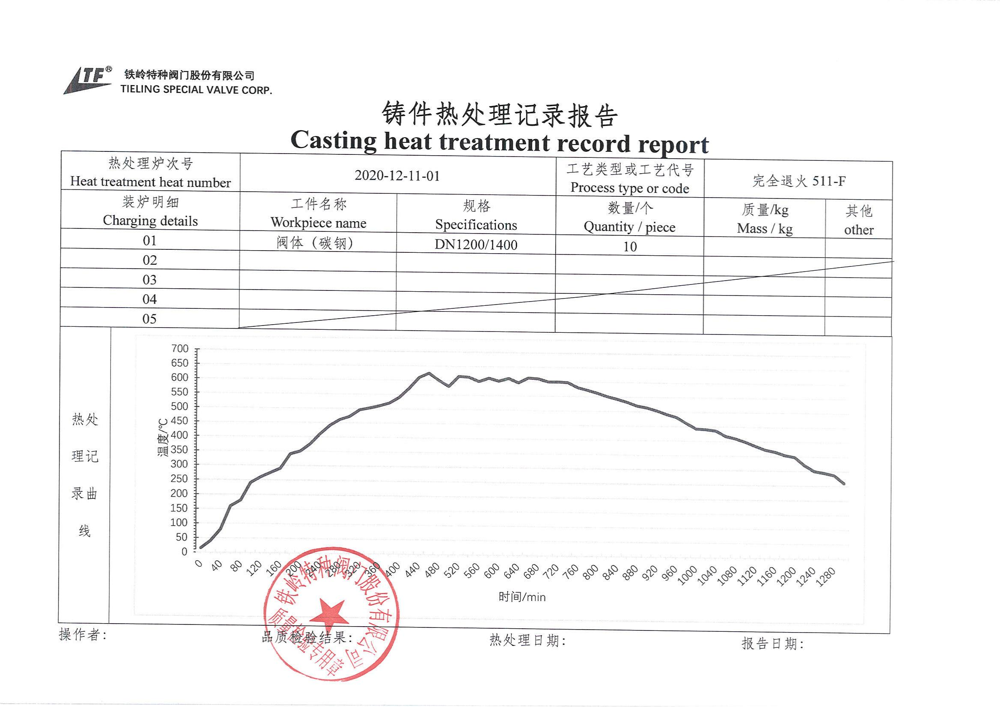 TF®
铁岭特种阀门股份有限公司
TIELING SPECIAL VALVE CORP.
铸件热处理记录报告
Casting heat treatment record report
热处理炉次号
Heat treatment heat number
2020-12-11-01
工艺类型或工艺代号
Process type or code
完全退火 511-F
装炉明细
Charging details
工件名称
Workpiece name
规格
Specifications
数量/个
Quantity / piece
质量/kg
Mass / kg
其他
other
01 阀体（碳钢） DN1200/1400 10
02
03
04
05
热处
理记
录曲
线
温度/℃
700
650
600
550
500
450
400
350
300
250
200
150
100
50
0
0 40 80 120 160 200 240 280 320 360 400 440 480 520 560 600 640 680 720 760 800 840 880 920 960 1000 1040 1080 1120 1160 1200 1240 1280
时间/min
操作者: 品质检验结果: 热处理日期: 报告日期:
铁岭特种阀门股份有限公司
质量检验专用章